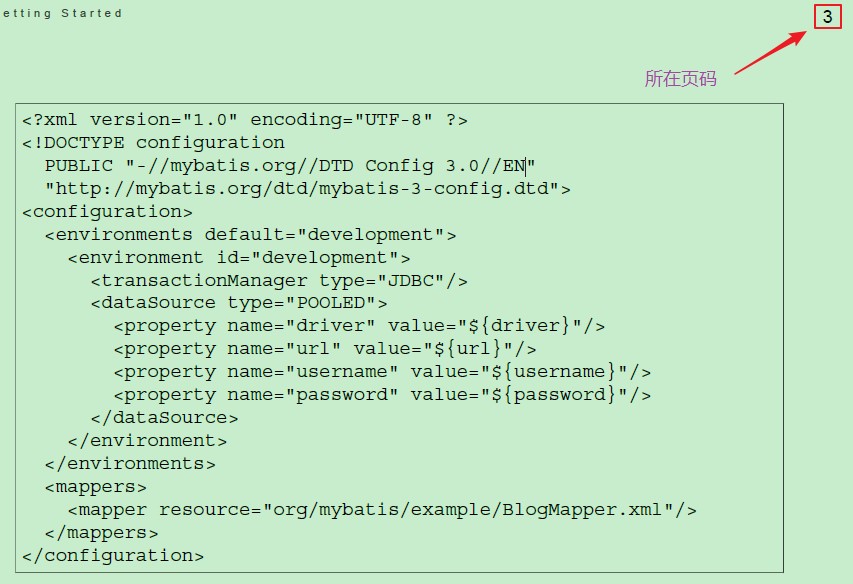 etting Started
3
所在页码
<?xml version="1.0" encoding="UTF-8" ?>
<!DOCTYPE configuration
  PUBLIC "-//mybatis.org//DTD Config 3.0//EN"
  "http://mybatis.org/dtd/mybatis-3-config.dtd">
<configuration>
  <environments default="development">
    <environment id="development">
      <transactionManager type="JDBC"/>
      <dataSource type="POOLED">
        <property name="driver" value="${driver}"/>
        <property name="url" value="${url}"/>
        <property name="username" value="${username}"/>
        <property name="password" value="${password}"/>
      </dataSource>
    </environment>
  </environments>
  <mappers>
    <mapper resource="org/mybatis/example/BlogMapper.xml"/>
  </mappers>
</configuration>